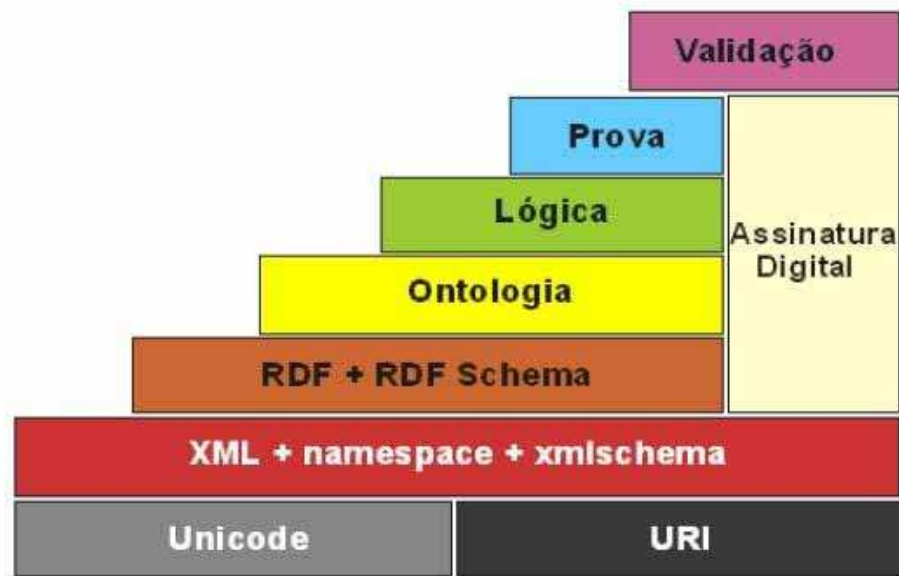 Validação
Prova
Lógica
Assinatura
Digital
Ontologia
RDF + RDF Schema
XML + namespace + xmlschema
Unicode
URI